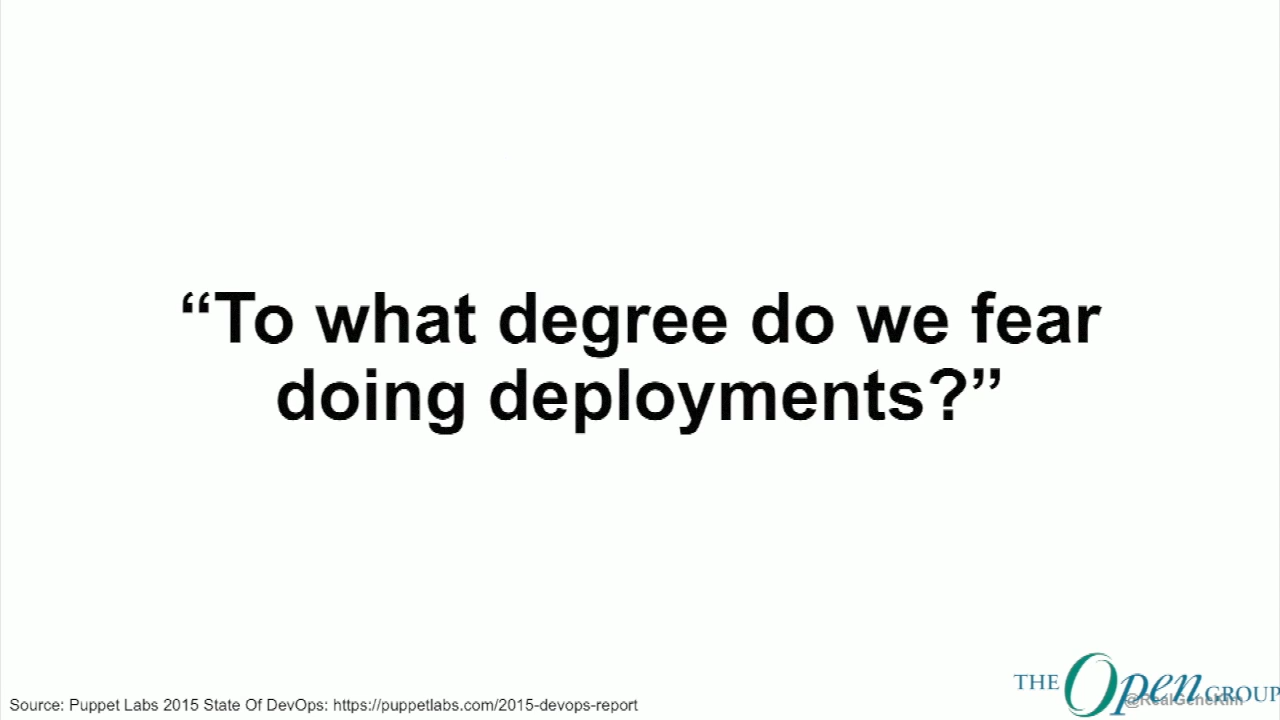 “To what degree do we fear
doing deployments?”
Source: Puppet Labs 2015 State Of DevOps: https://puppetlabs.com/2015-devops-report
THE Open GROUP
@RealGeneKim